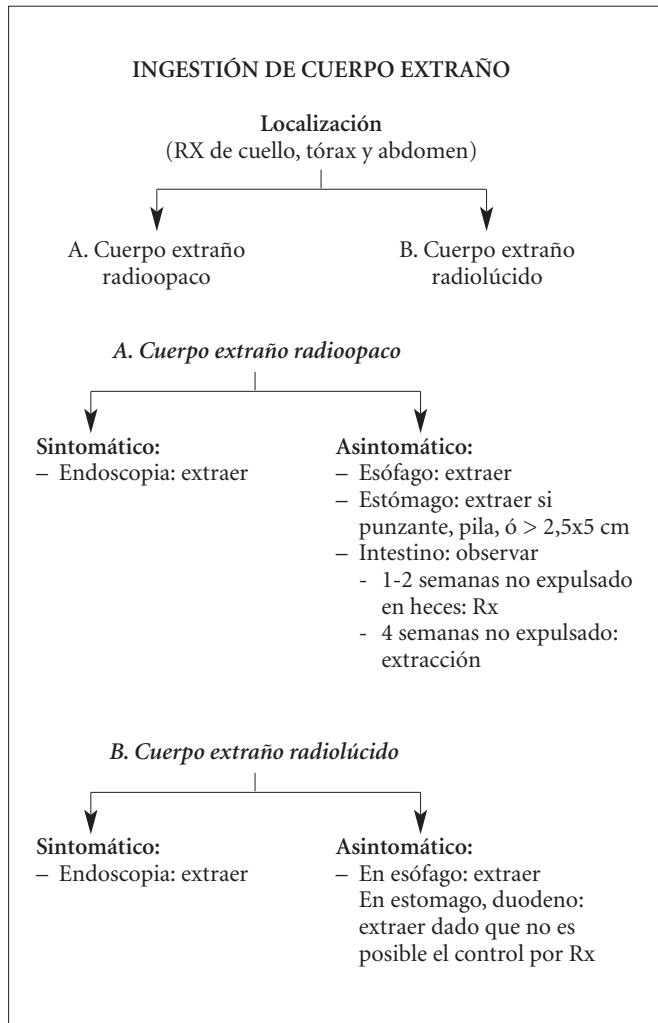 INGESTIÓN DE CUERPO EXTRAÑO
Localización
(RX de cuello, tórax y abdomen)
A. Cuerpo extraño
radioopaco
B. Cuerpo extraño
radiolúcido
A. Cuerpo extraño radioopaco
Sintomático:
– Endoscopia: extraer
Asintomático:
– Esófago: extraer
– Estómago: extraer si
punzante, pila, ó > 2,5x5 cm
– Intestino: observar
- 1-2 semanas no expulsado
en heces: Rx
- 4 semanas no expulsado:
extracción
B. Cuerpo extraño radiolúcido
Sintomático:
– Endoscopia: extraer
Asintomático:
– En esófago: extraer
En estomago, duodeno:
extraer dado que no es
posible el control por Rx